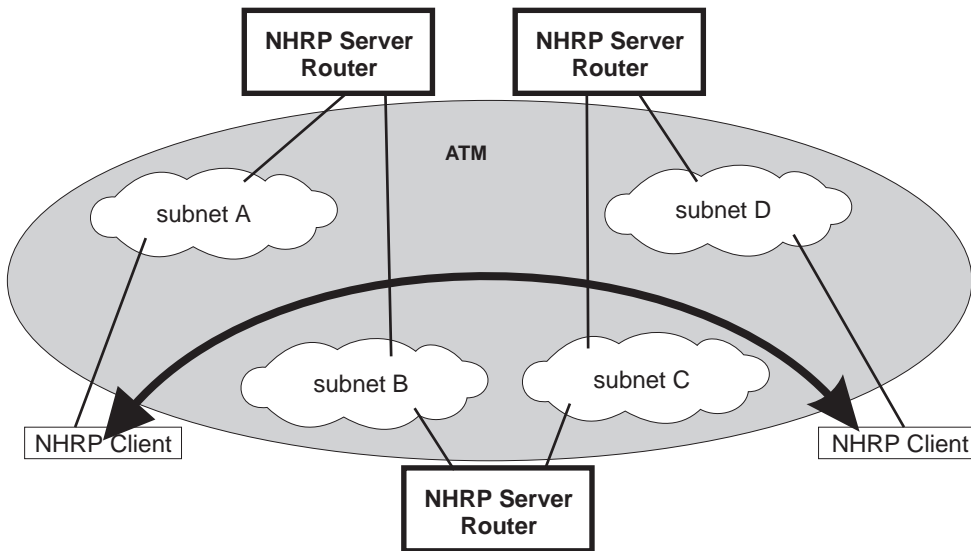 NHRP Server
Router
NHRP Server
Router
ATM
subnet A
subnet D
subnet B
subnet C
NHRP Client
NHRP Client
NHRP Server
Router